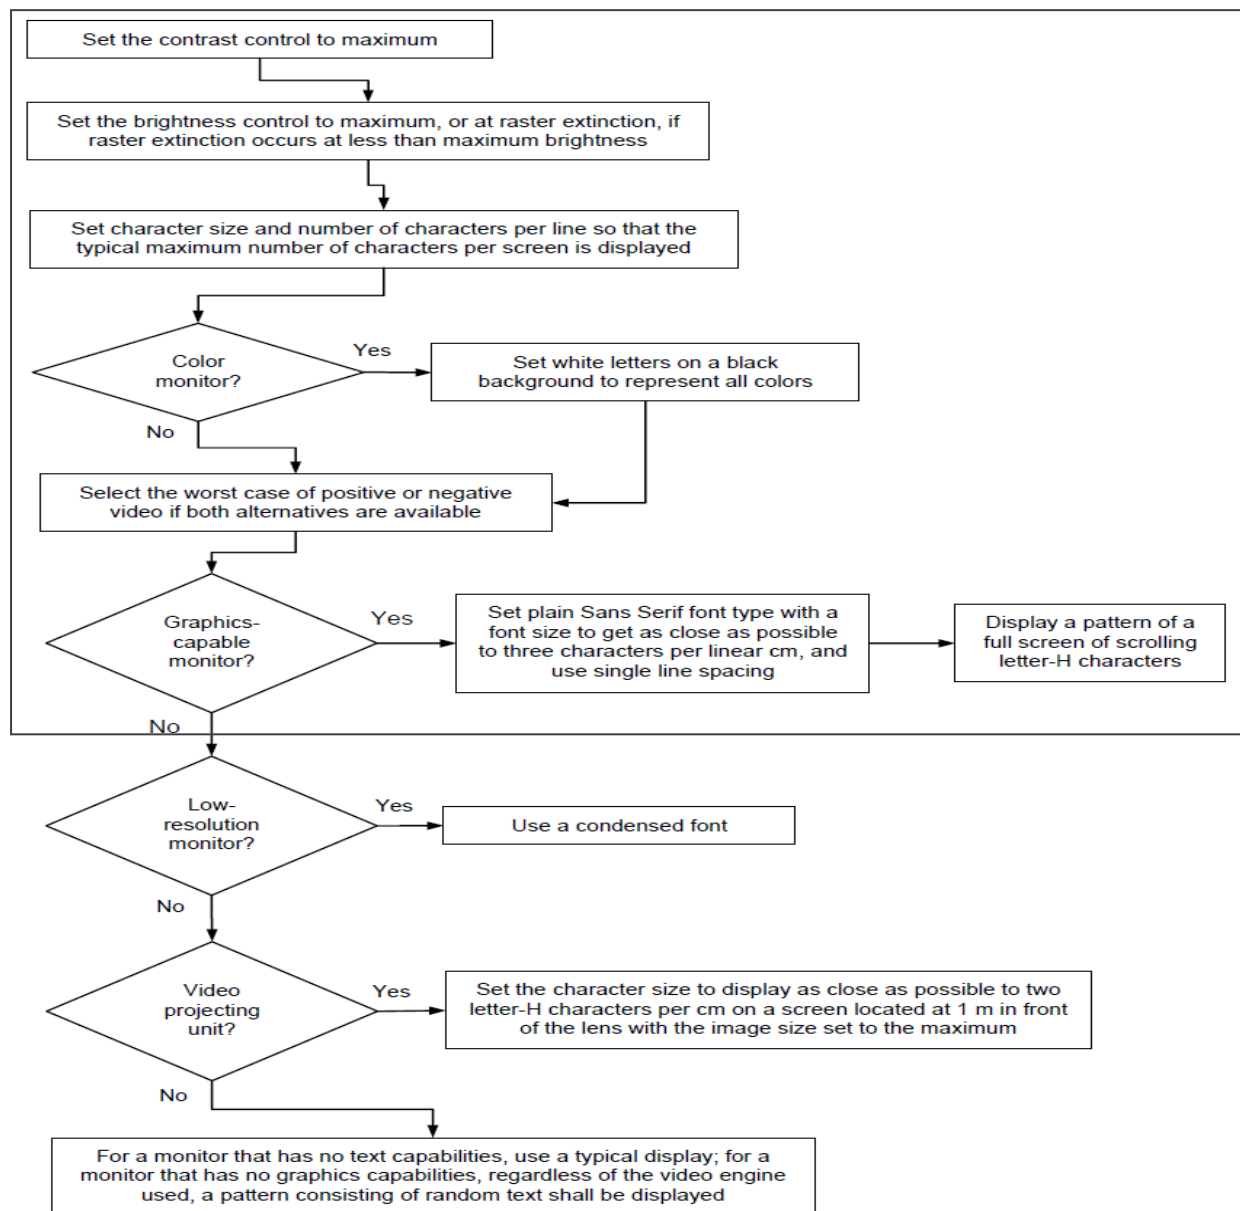 Set the contrast control to maximum
Set the brightness control to maximum, or at raster extinction, if
raster extinction occurs at less than maximum brightness
Set character size and number of characters per line so that the
typical maximum number of characters per screen is displayed
Color
monitor?
Yes
Set white letters on a black
background to represent all colors
No
Select the worst case of positive or negative
video if both alternatives are available
Graphics-
capable
monitor?
Yes
Set plain Sans Serif font type with a
font size to get as close as possible
to three characters per linear cm, and
use single line spacing
Display a pattern of a
full screen of scrolling
letter-H characters
No
Low-
resolution
monitor?
Yes
Use a condensed font
No
Video
projecting
unit?
Yes
Set the character size to display as close as possible to two
letter-H characters per cm on a screen located at 1 m in front
of the lens with the image size set to the maximum
No
For a monitor that has no text capabilities, use a typical display; for a
monitor that has no graphics capabilities, regardless of the video engine
used, a pattern consisting of random text shall be displayed